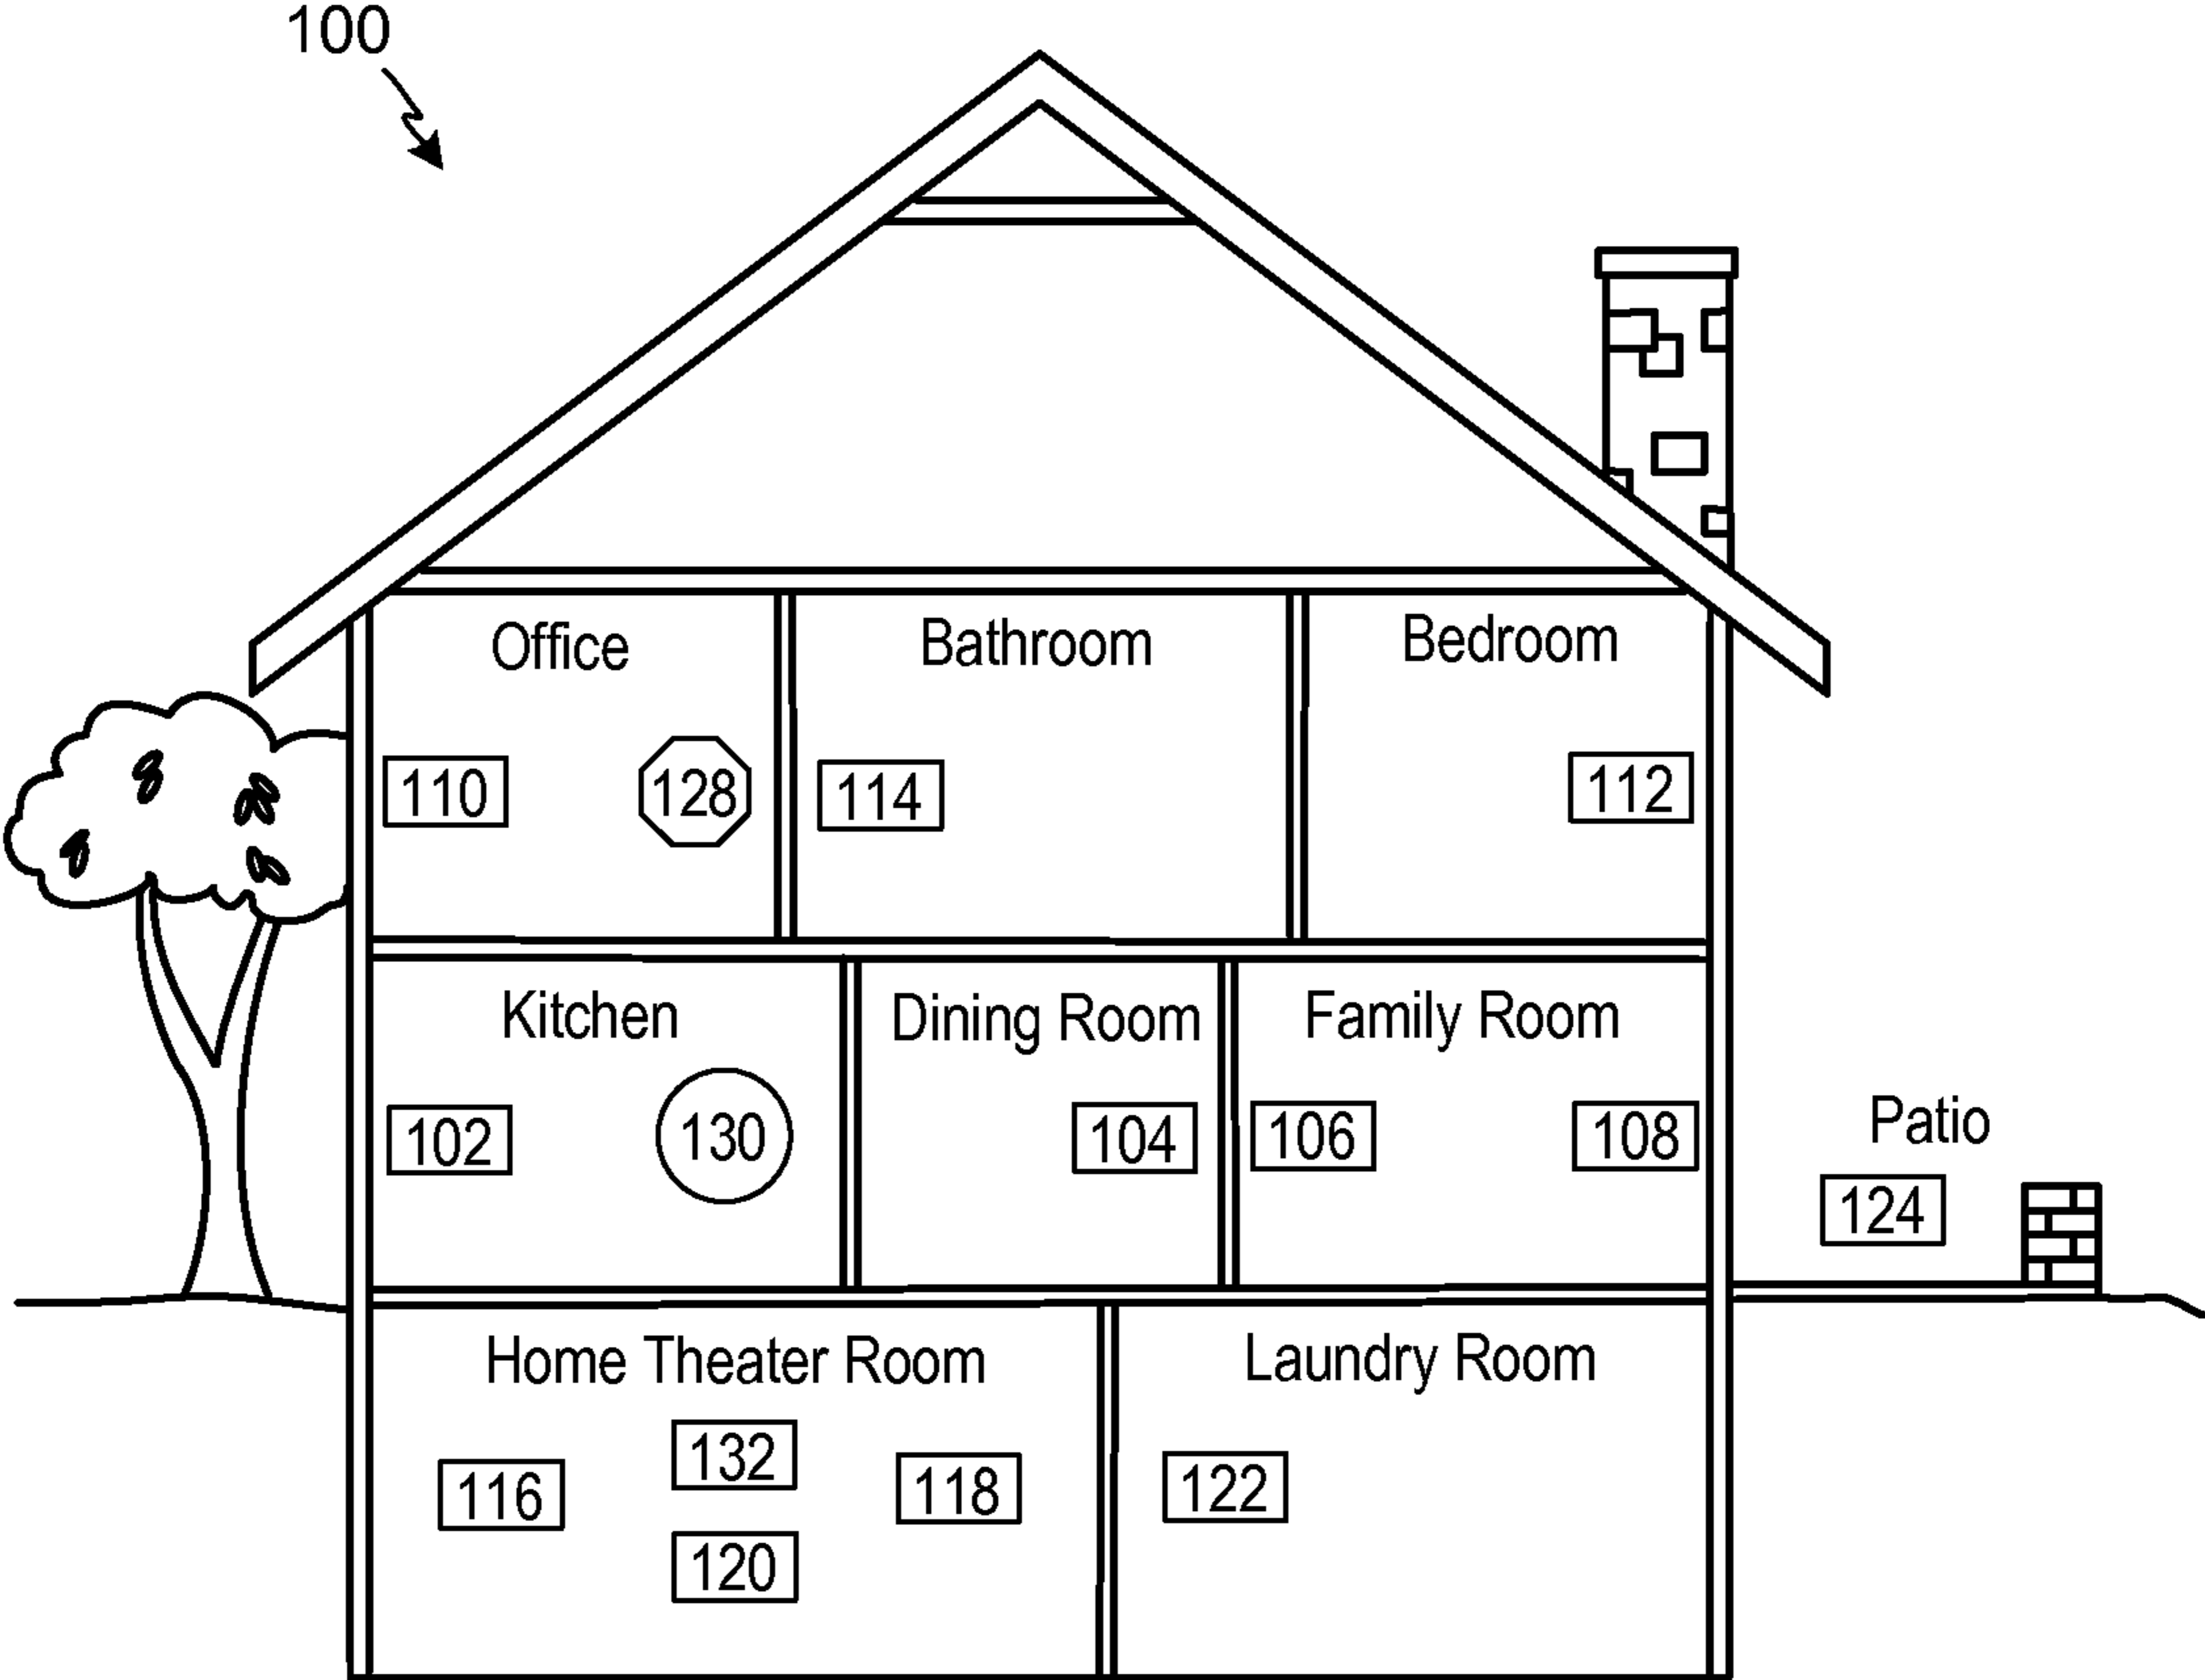 100
Office
Bathroom
Bedroom
110
128
114
112
Kitchen
Dining Room
Family Room
102
130
104
106
108
Patio
124
Home Theater Room
Laundry Room
116
132
118
120
122